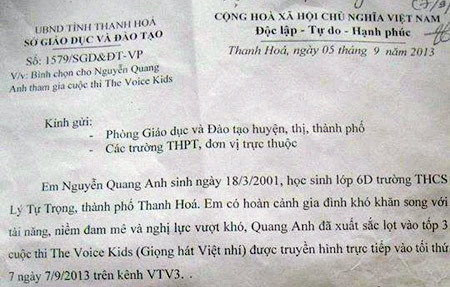 UBND TỈNH THANH HOÁ
SỞ GIÁO DỤC VÀ ĐÀO TẠO
Số: 1579/SGD&ĐT-VP
V/v: Bình chọn cho Nguyễn Quang
Anh tham gia cuộc thi The Voice Kids
CỘNG HOÀ XÃ HỘI CHỦ NGHĨA VIỆT NAM
Độc lập - Tự do - Hạnh phúc
Thanh Hoá, ngày 05 tháng 9 năm 2013
Kính gửi:
- Phòng Giáo dục và Đào tạo huyện, thị, thành phố
- Các trường THPT, đơn vị trực thuộc
Em Nguyễn Quang Anh sinh ngày 18/3/2001, học sinh lớp 6D trường THCS
Lý Tự Trọng, thành phố Thanh Hoá. Em có hoàn cảnh gia đình khó khăn song với
tài năng, niềm đam mê và nghị lực vượt khó, Quang Anh đã xuất sắc lọt vào tốp 3
cuộc thi The Voice Kids (Giọng hát Việt nhí) được truyền hình trực tiếp vào tối thứ
7 ngày 7/9/2013 trên kênh VTV3.